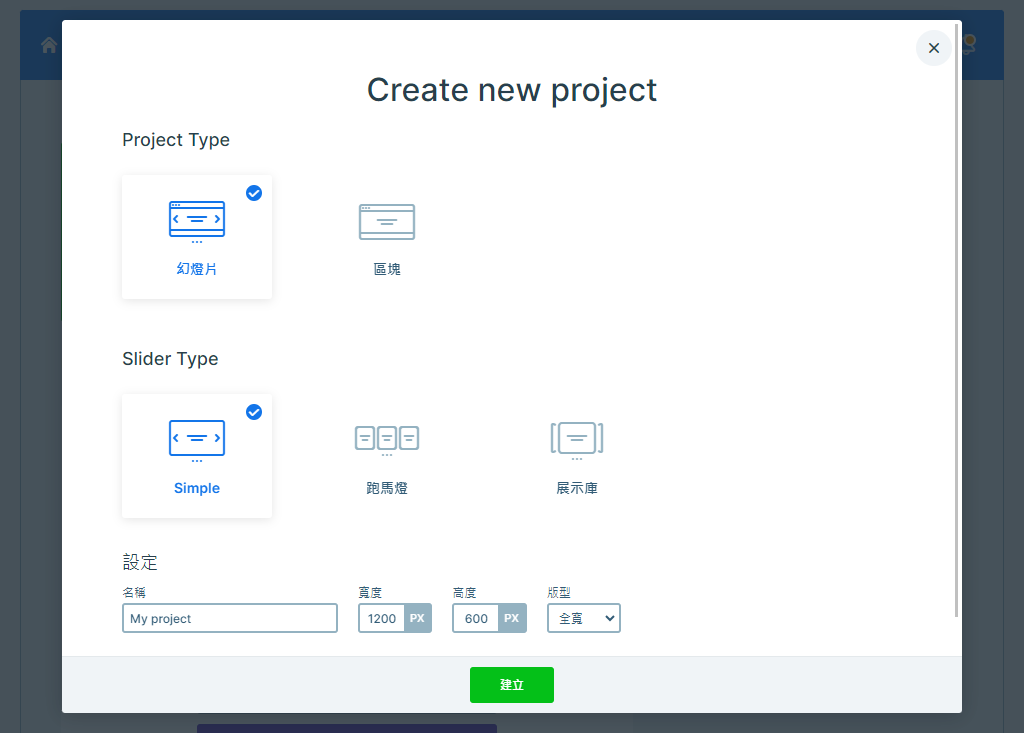 Create new project
Project Type
幻燈片
區塊
Slider Type
Simple
跑馬燈
展示庫
設定
名稱
寬度
高度
版型
My project
1200 PX
600 PX
全寬
建立